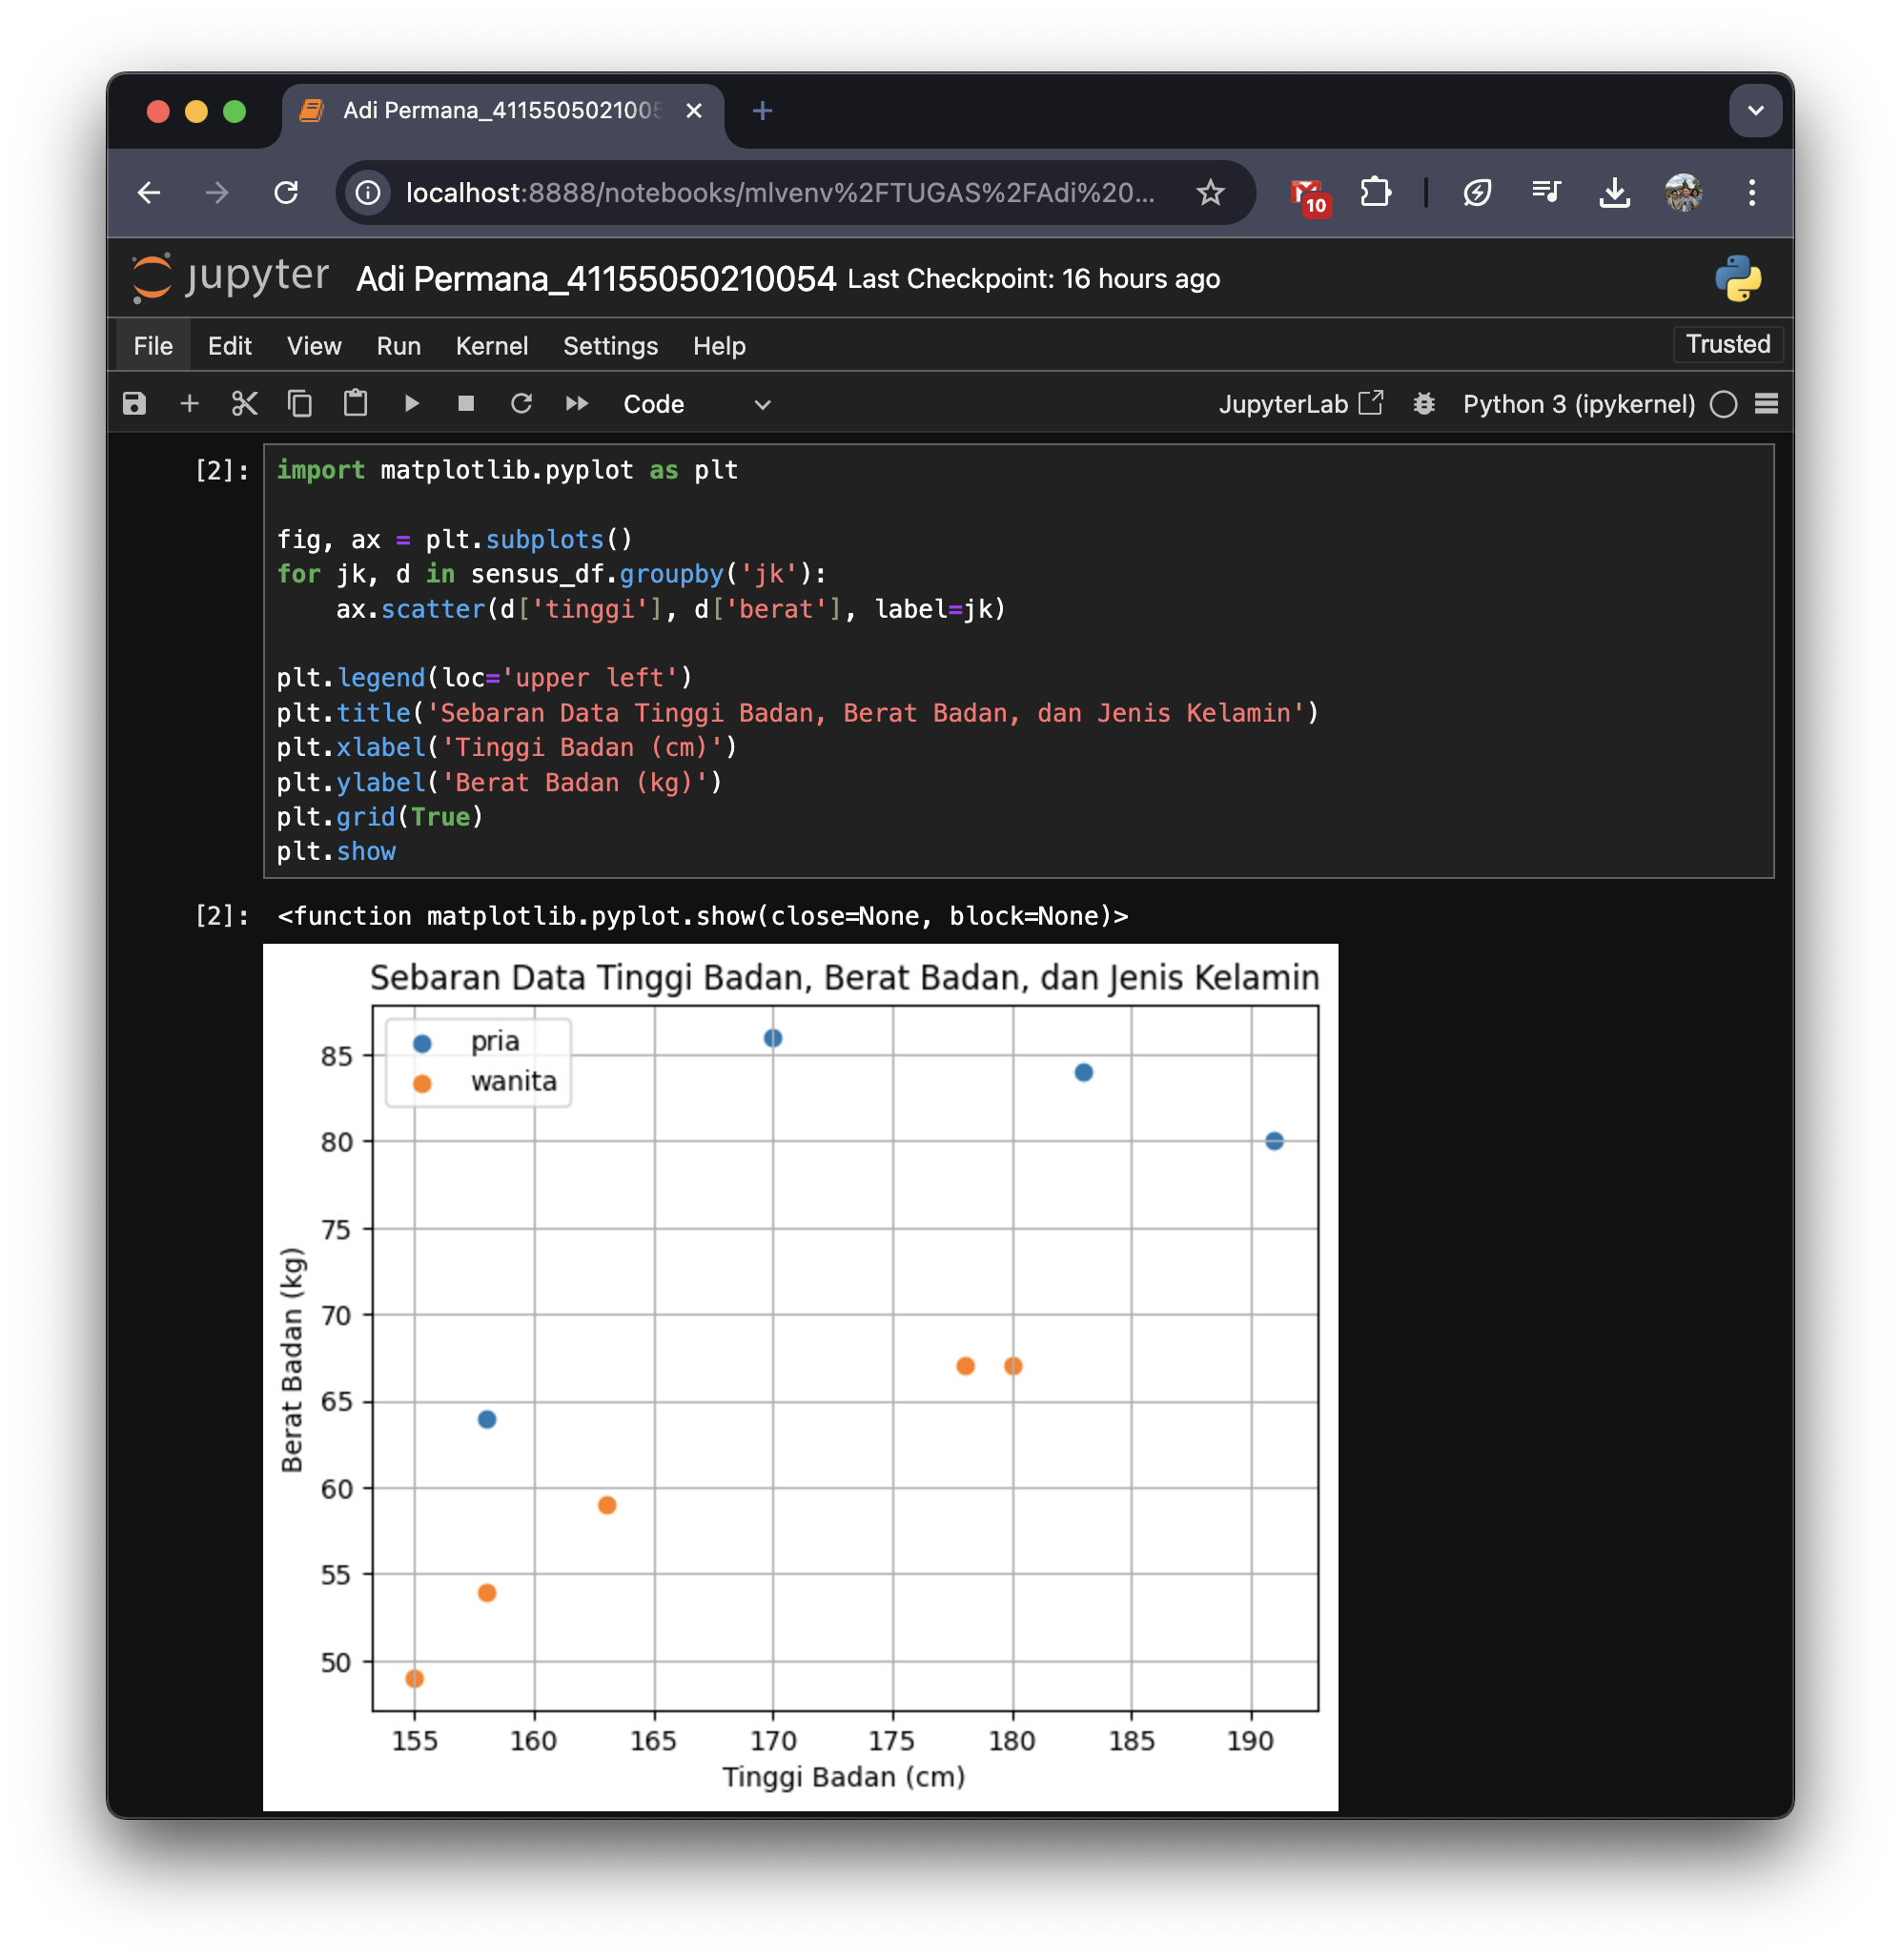 Adi Permana_4115505021005
localhost:8888/notebooks/mlvenv%2FTUGAS%2FAdi%20...
10
jupyter Adi Permana_41155050210054 Last Checkpoint: 16 hours ago
File Edit View Run Kernel Settings Help Trusted
Code JupyterLab Python 3 (ipykernel)
[2]: import matplotlib.pyplot as plt
fig, ax = plt.subplots()
for jk, d in sensus_df.groupby('jk'):
    ax.scatter(d['tinggi'], d['berat'], label=jk)
plt.legend(loc='upper left')
plt.title('Sebaran Data Tinggi Badan, Berat Badan, dan Jenis Kelamin')
plt.xlabel('Tinggi Badan (cm)')
plt.ylabel('Berat Badan (kg)')
plt.grid(True)
plt.show
[2]: <function matplotlib.pyplot.show(close=None, block=None)>
Sebaran Data Tinggi Badan, Berat Badan, dan Jenis Kelamin
pria
wanita
85
80
75
70
65
60
55
50
Berat Badan (kg)
155 160 165 170 175 180 185 190
Tinggi Badan (cm)